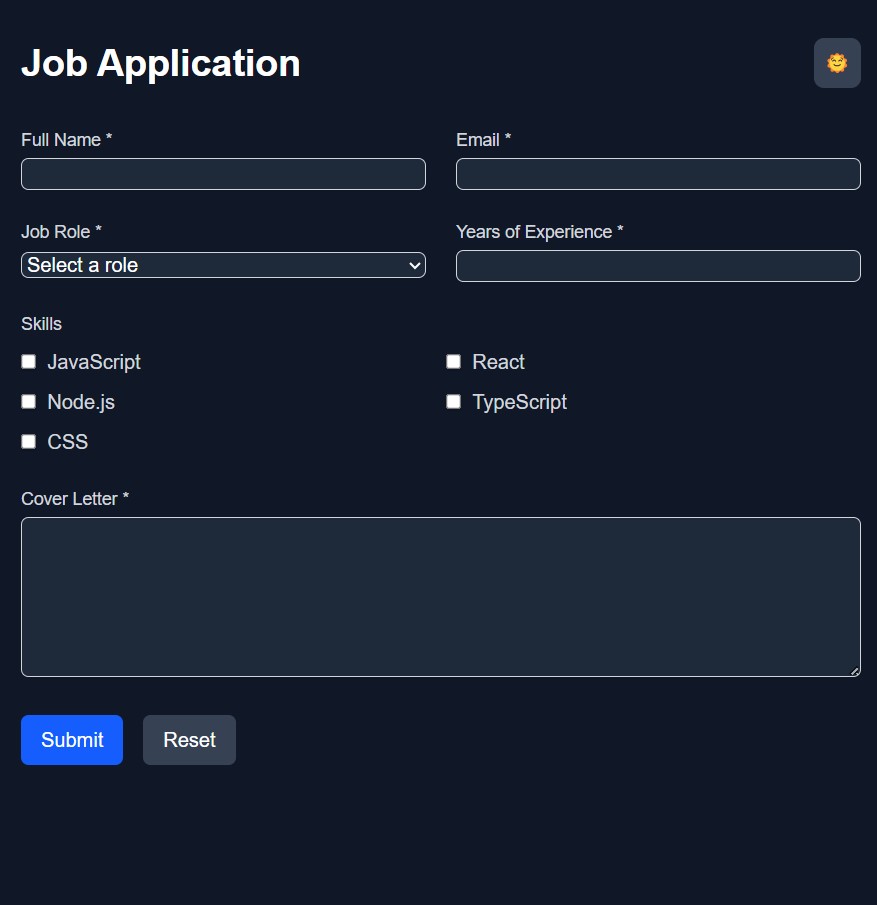 Job Application
Full Name *
Email *
Job Role *
Years of Experience *
Select a role
Skills
JavaScript
React
Node.js
TypeScript
CSS
Cover Letter *
Submit
Reset